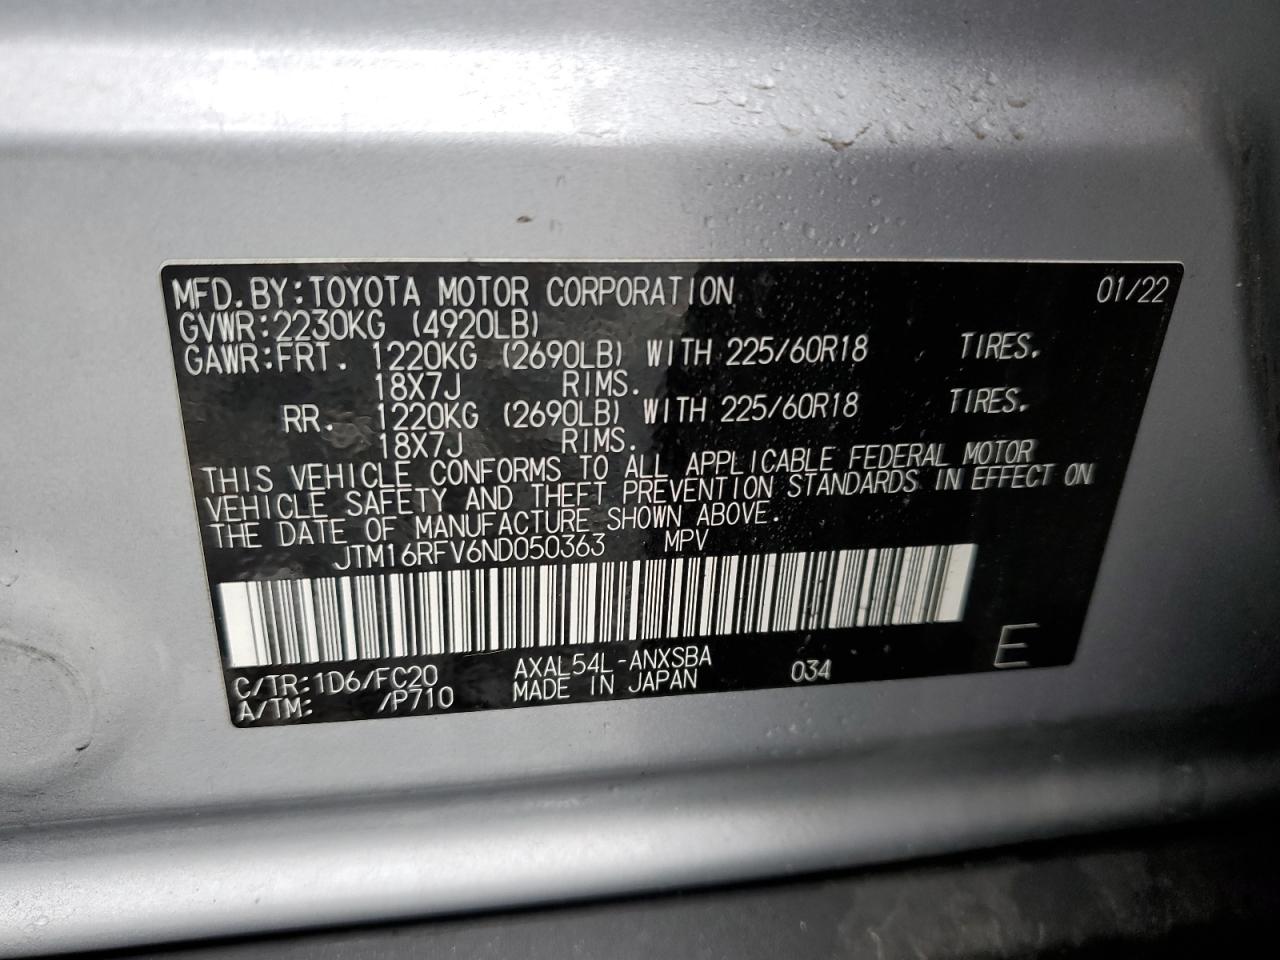 MFD. BY: TOYOTA MOTOR CORPORATION 01/22
GVWR: 2230KG (4920LB)
GAWR: FRT. 1220KG (2690LB) WITH 225/60R18 TIRES.
18X7J RIMS.
RR. 1220KG (2690LB) WITH 225/60R18 TIRES.
18X7J RIMS.
THIS VEHICLE CONFORMS TO ALL APPLICABLE FEDERAL MOTOR
VEHICLE SAFETY AND THEFT PREVENTION STANDARDS IN EFFECT ON
THE DATE OF MANUFACTURE SHOWN ABOVE.
JTM16RFV6ND050363 MPV
C/TR: 1D6/FC20 AXAL54L-ANXSBA 034 E
A/TM: /P710 MADE IN JAPAN